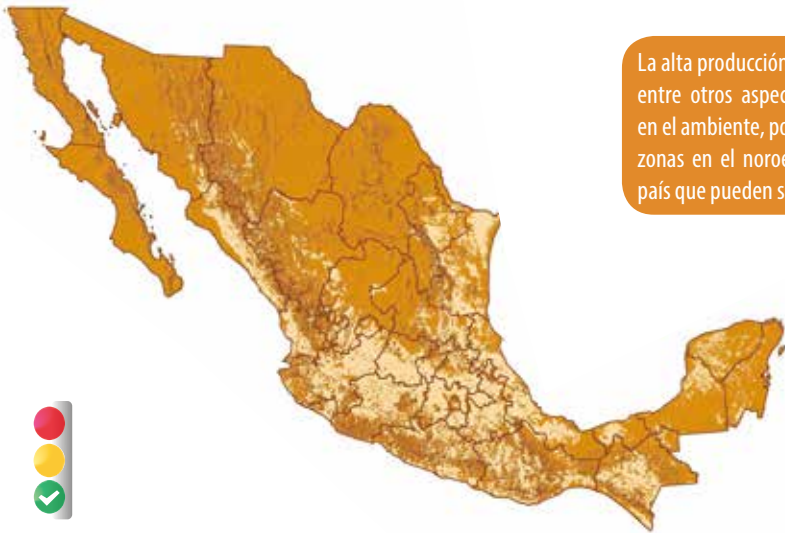 La alta producción
entre otros aspec
en el ambiente, po
zonas en el noroe
país que pueden s